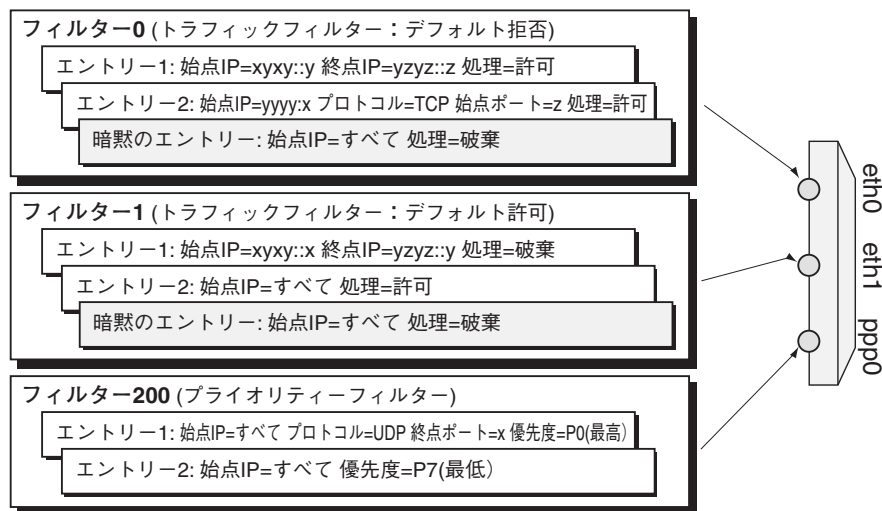 フィルター0 (トラフィックフィルター：デフォルト拒否)
エントリー1: 始点IP=xyxy::y 終点IP=yzyz::z 処理=許可
エントリー2: 始点IP=yyyy:x プロトコル=TCP 始点ポート=z 処理=許可
暗黙のエントリー: 始点IP=すべて 処理=破棄
フィルター1 (トラフィックフィルター：デフォルト許可)
エントリー1: 始点IP=xyxy::x 終点IP=yzyz::y 処理=破棄
エントリー2: 始点IP=すべて 処理=許可
暗黙のエントリー: 始点IP=すべて 処理=破棄
フィルター200 (プライオリティーフィルター)
エントリー1: 始点IP=すべて プロトコル=UDP 終点ポート=x 優先度=P0(最高)
エントリー2: 始点IP=すべて 優先度=P7(最低)
eth0
eth1
ppp0